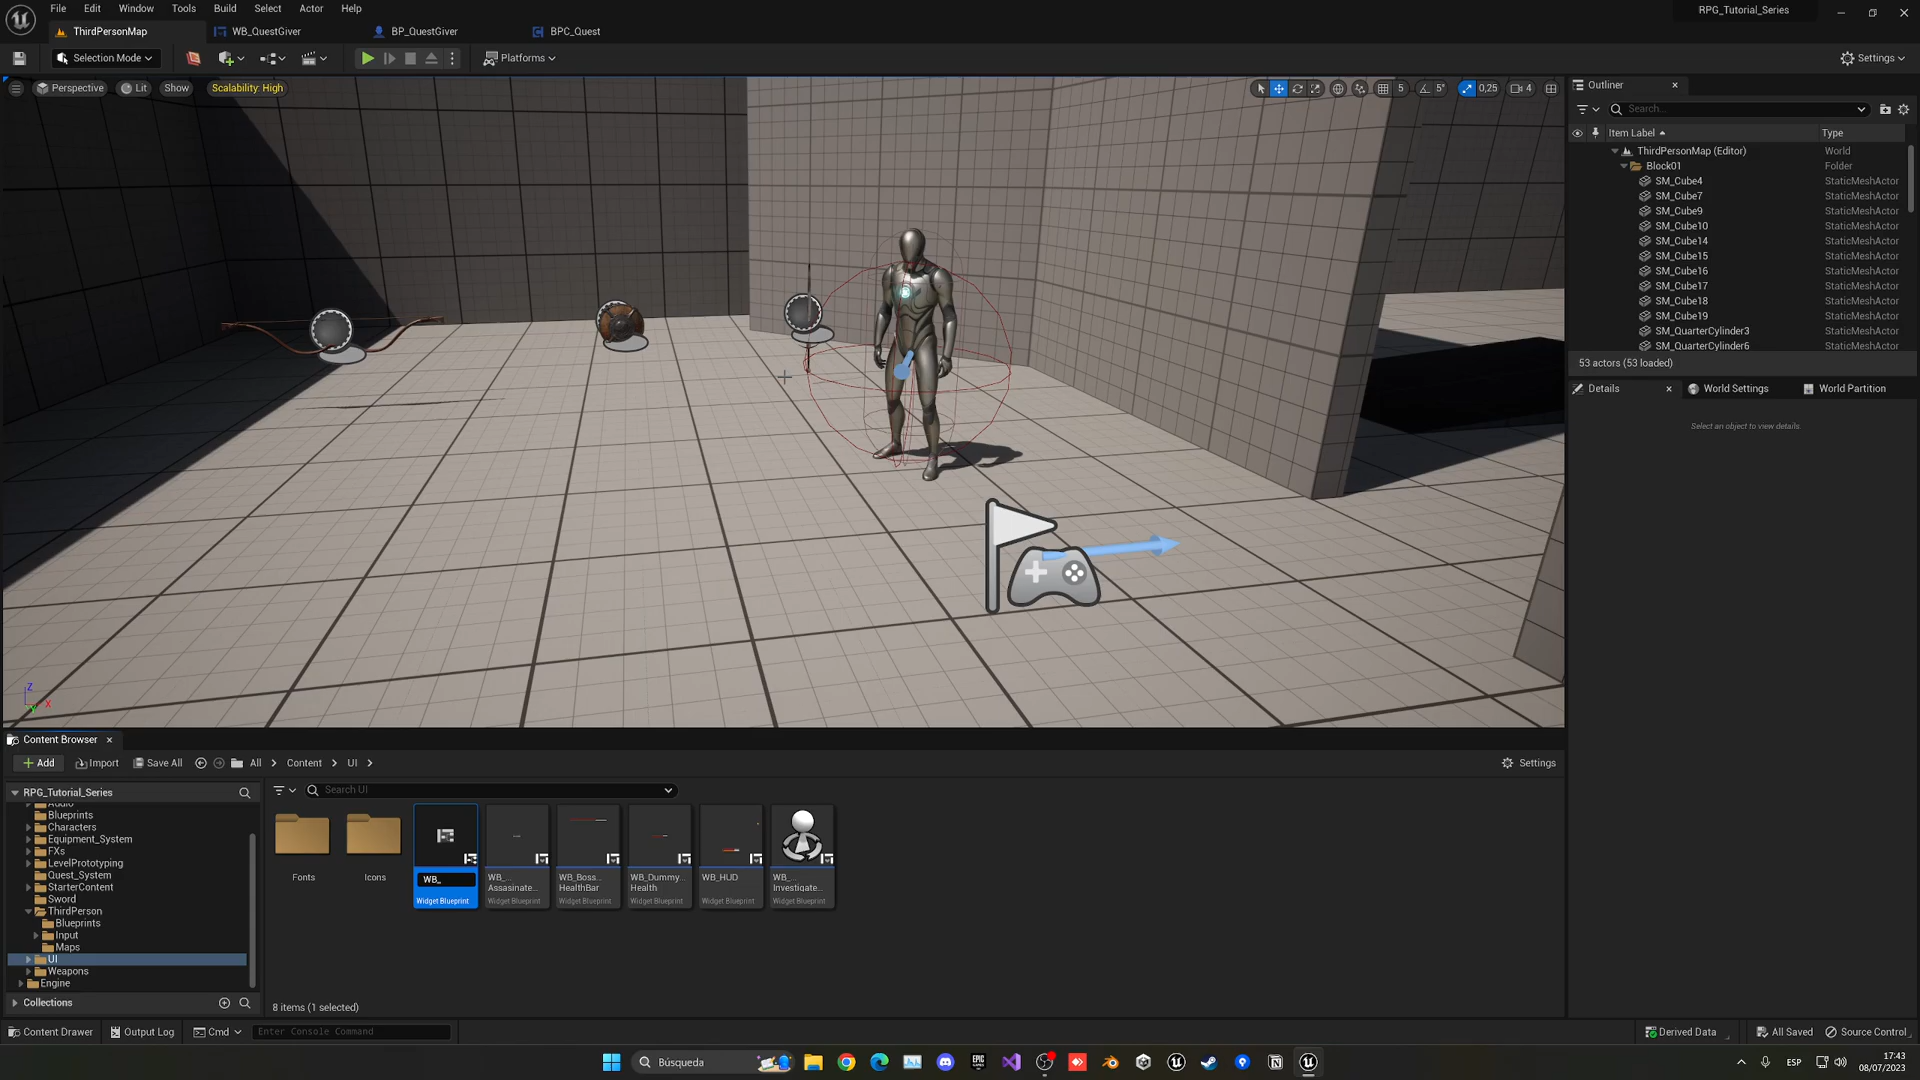 File Edit Window Tools Build Select Actor Help RPG_Tutorial_Series
ThirdPersonMap WB_QuestGiver BP_QuestGiver BPC_Quest
Selection Mode Platforms Settings
Perspective Lit Show Scalability: High 5 5° 0,25 4
Outliner
Search...
Item Label Type
ThirdPersonMap (Editor) World
Block01 Folder
SM_Cube4 StaticMeshActor
SM_Cube7 StaticMeshActor
SM_Cube9 StaticMeshActor
SM_Cube10 StaticMeshActor
SM_Cube14 StaticMeshActor
SM_Cube15 StaticMeshActor
SM_Cube16 StaticMeshActor
SM_Cube17 StaticMeshActor
SM_Cube18 StaticMeshActor
SM_Cube19 StaticMeshActor
SM_QuarterCylinder3 StaticMeshActor
SM_QuarterCylinder6 StaticMeshActor
53 actors (53 loaded)
Details World Settings World Partition
Select an object to view details.
Z
X
Y
Content Browser
Add Import Save All All Content UI Settings
RPG_Tutorial_Series
Audio
Blueprints
Characters
Equipment_System
FXs
LevelPrototyping
Quest_System
StarterContent
Sword
ThirdPerson
Blueprints
Input
Maps
UI
Weapons
Engine
Collections
Search UI
Fonts
Icons
WB_
Widget Blueprint
WB_...
Assasinate...
Widget Blueprint
WB_Boss...
HealthBar
Widget Blueprint
WB_Dummy...
Health
Widget Blueprint
WB_HUD
Widget Blueprint
WB_...
Investigate...
Widget Blueprint
8 items (1 selected)
Content Drawer Output Log Cmd Enter Console Command Derived Data All Saved Source Control
Búsqueda ESP 17:43
08/07/2023